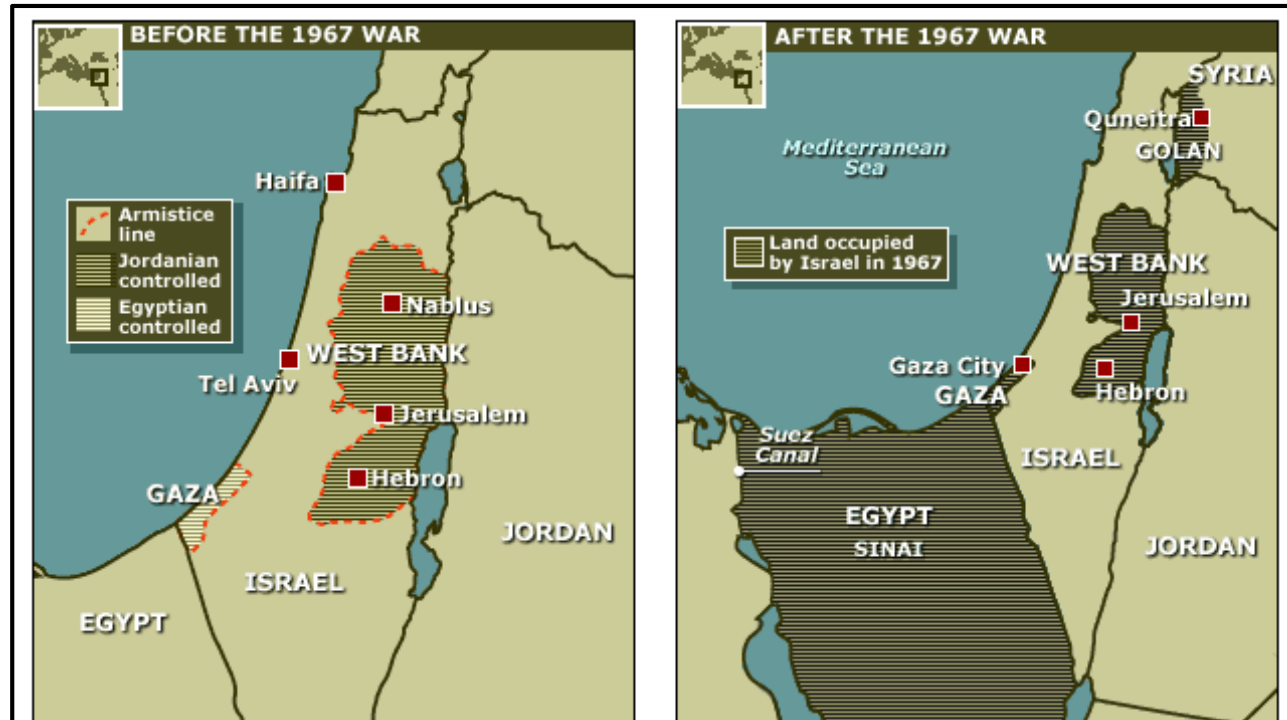 BEFORE THE 1967 WAR
Haifa
Armistice
line
Jordanian
controlled
Egyptian
controlled
Nablus
WEST BANK
Tel Aviv
Jerusalem
Hebron
GAZA
JORDAN
ISRAEL
EGYPT
AFTER THE 1967 WAR
SYRIA
Quneitra
Mediterranean
Sea
GOLAN
Land occupied
by Israel in 1967
WEST BANK
Jerusalem
Gaza City
GAZA
Hebron
Suez
Canal
ISRAEL
EGYPT
SINAI
JORDAN